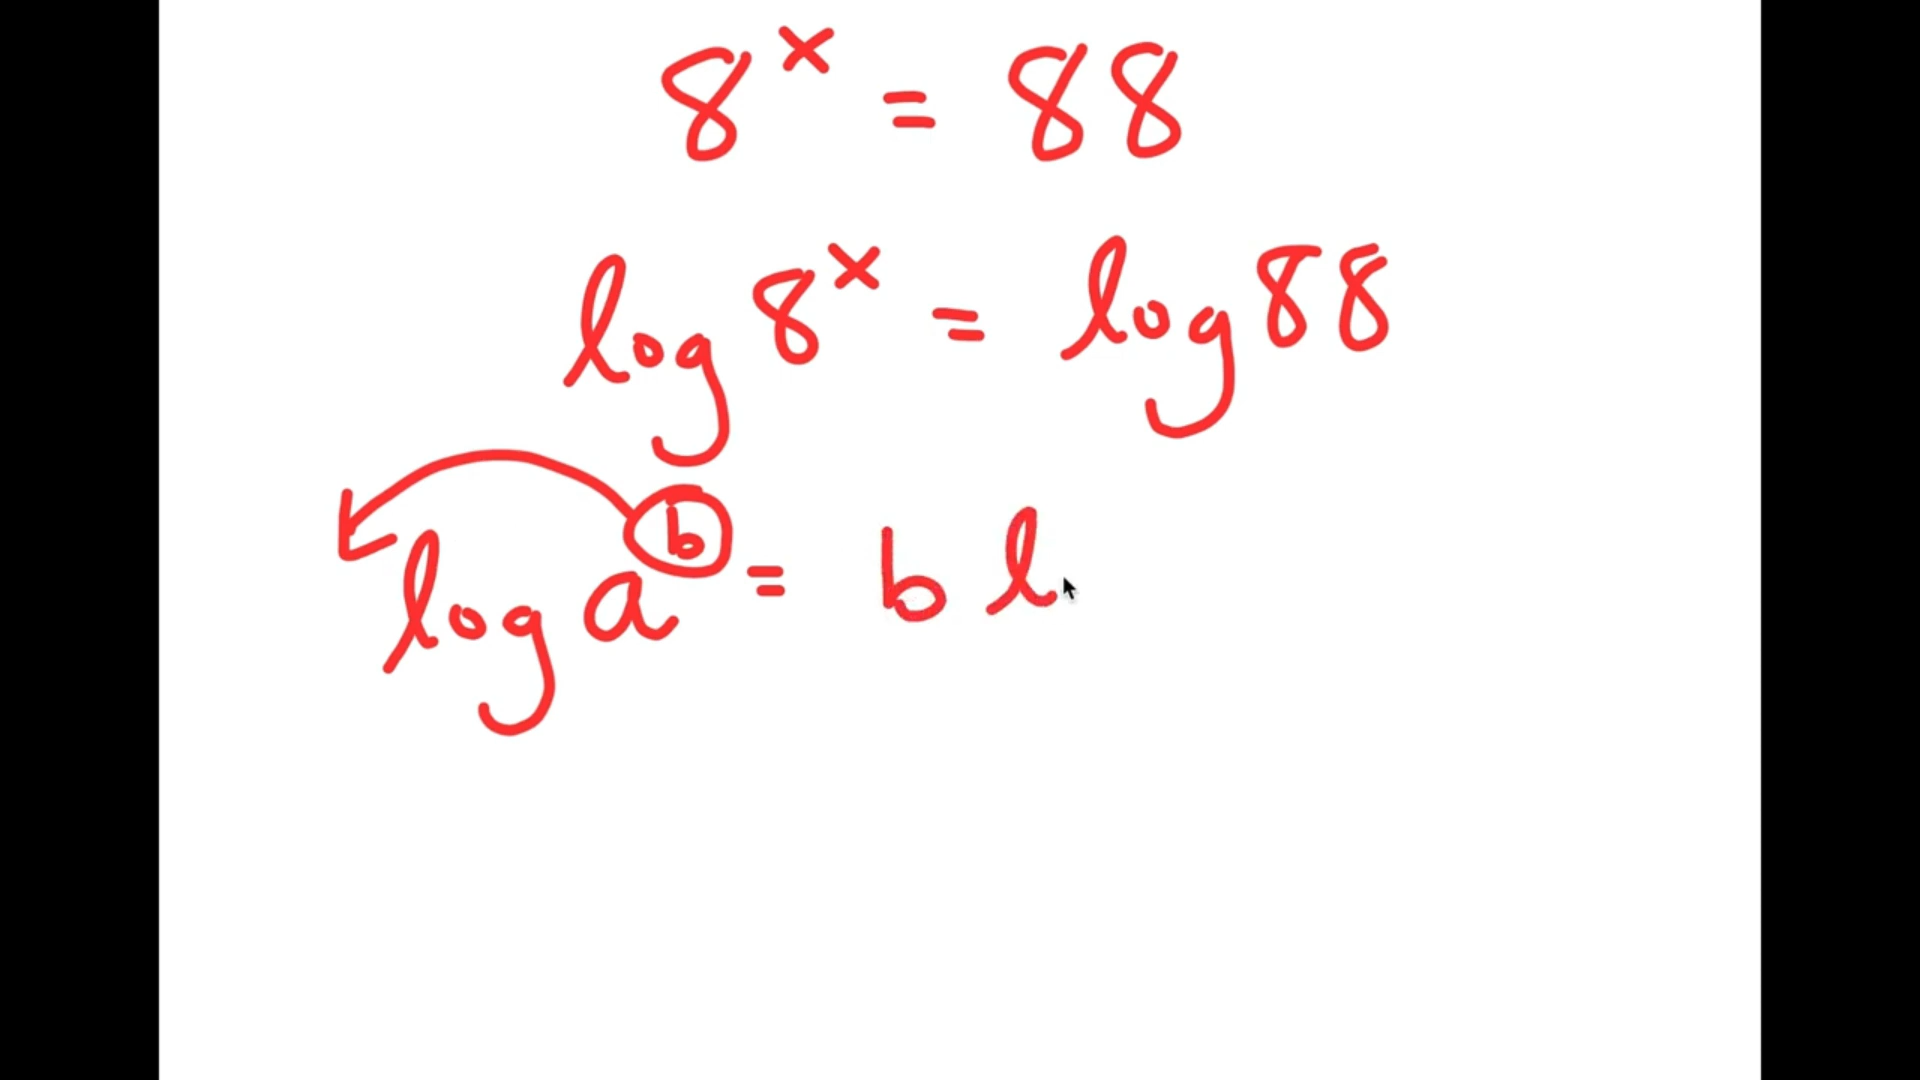 8ˣ = 88
log 8ˣ = log 88
log aᵇ = b l